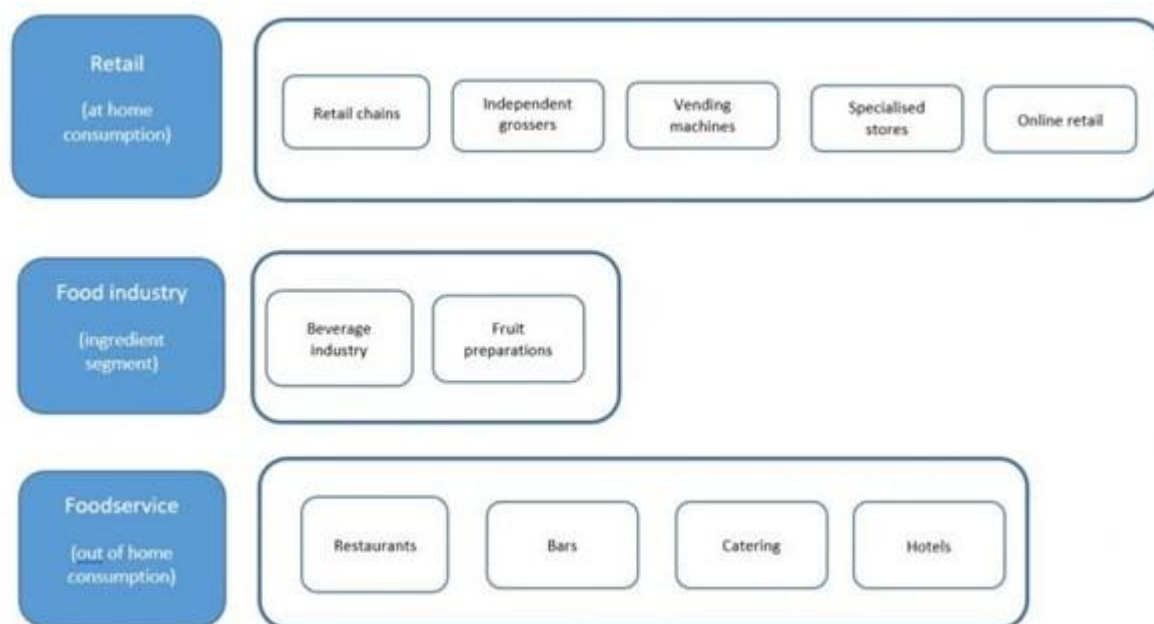 Retail
(at home
consumption)
Retail chains
Independent
grossers
Vending
machines
Specialised
stores
Online retail
Food industry
(ingredient
segment)
Beverage
industry
Fruit
preparations
Foodservice
(out of home
consumption)
Restaurants
Bars
Catering
Hotels